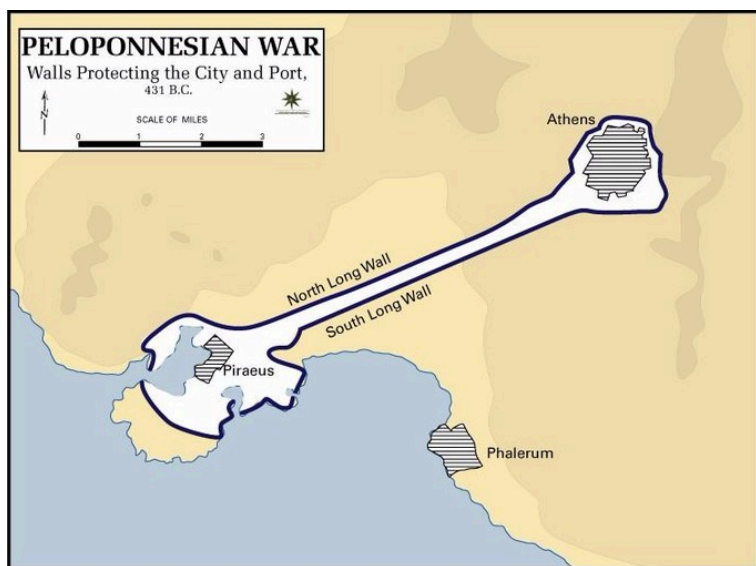 PELOPONNESIAN WAR
Walls Protecting the City and Port,
431 B.C.
N
SCALE OF MILES
0 1 2 3
Athens
North Long Wall
South Long Wall
Piraeus
Phalerum